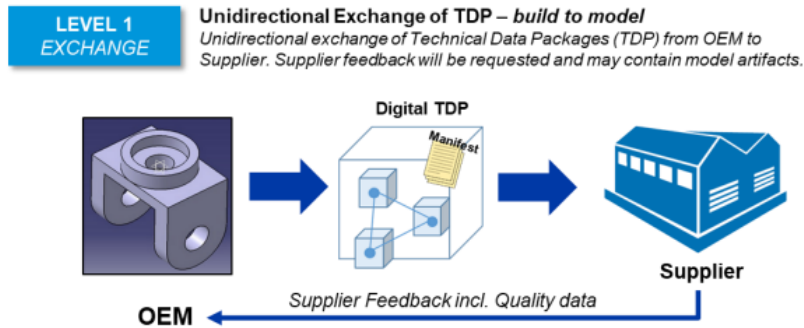 LEVEL 1
EXCHANGE
Unidirectional Exchange of TDP – build to model
Unidirectional exchange of Technical Data Packages (TDP) from OEM to
Supplier. Supplier feedback will be requested and may contain model artifacts.
Digital TDP
Manifest
Supplier
Supplier Feedback incl. Quality data
OEM